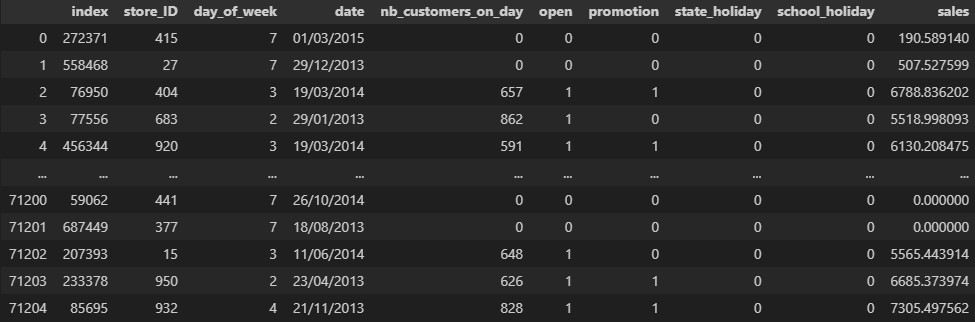 index store_ID day_of_week date nb_customers_on_day open promotion state_holiday school_holiday sales
0 272371 415 7 01/03/2015 0 0 0 0 0 190.589140
1 558468 27 7 29/12/2013 0 0 0 0 0 507.527599
2 76950 404 3 19/03/2014 657 1 1 0 0 6788.836202
3 77556 683 2 29/01/2013 862 1 0 0 0 5518.998093
4 456344 920 3 19/03/2014 591 1 1 0 0 6130.208475
... ... ... ... ... ... ... ... ... ... ...
71200 59062 441 7 26/10/2014 0 0 0 0 0 0.000000
71201 687449 377 7 18/08/2013 0 0 0 0 0 0.000000
71202 207393 15 3 11/06/2014 648 1 0 0 0 5565.443914
71203 233378 950 2 23/04/2013 626 1 1 0 0 6685.373974
71204 85695 932 4 21/11/2013 828 1 1 0 0 7305.497562